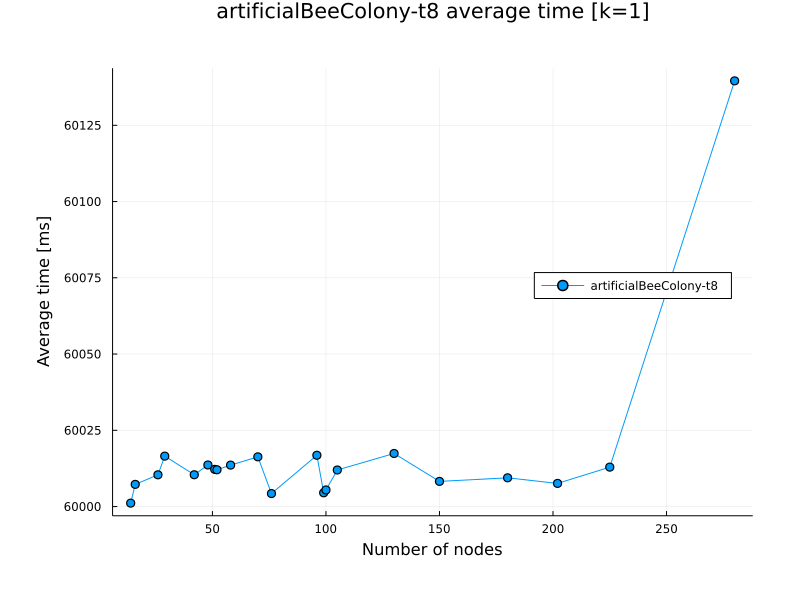 artificialBeeColony-t8 average time [k=1]
Average time [ms]
60125
60100
60075
60050
60025
60000
artificialBeeColony-t8
50
100
150
200
250
Number of nodes